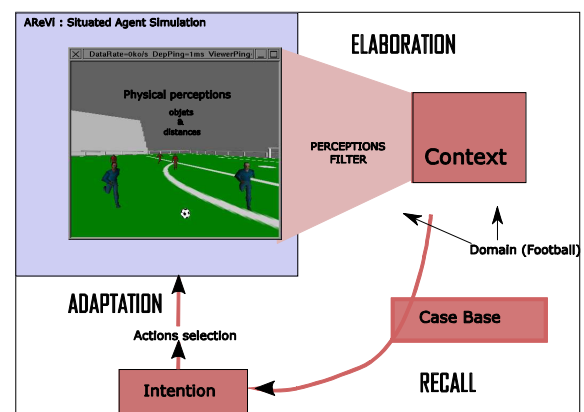 AReVi : Situated Agent Simulation
DataRate=0ko/s DepPing=1ms ViewerPing-
Physical perceptions
objets
&
distances
ELABORATION
PERCEPTIONS
FILTER
Context
Domain (Football)
ADAPTATION
Actions selection
Case Base
Intention
RECALL